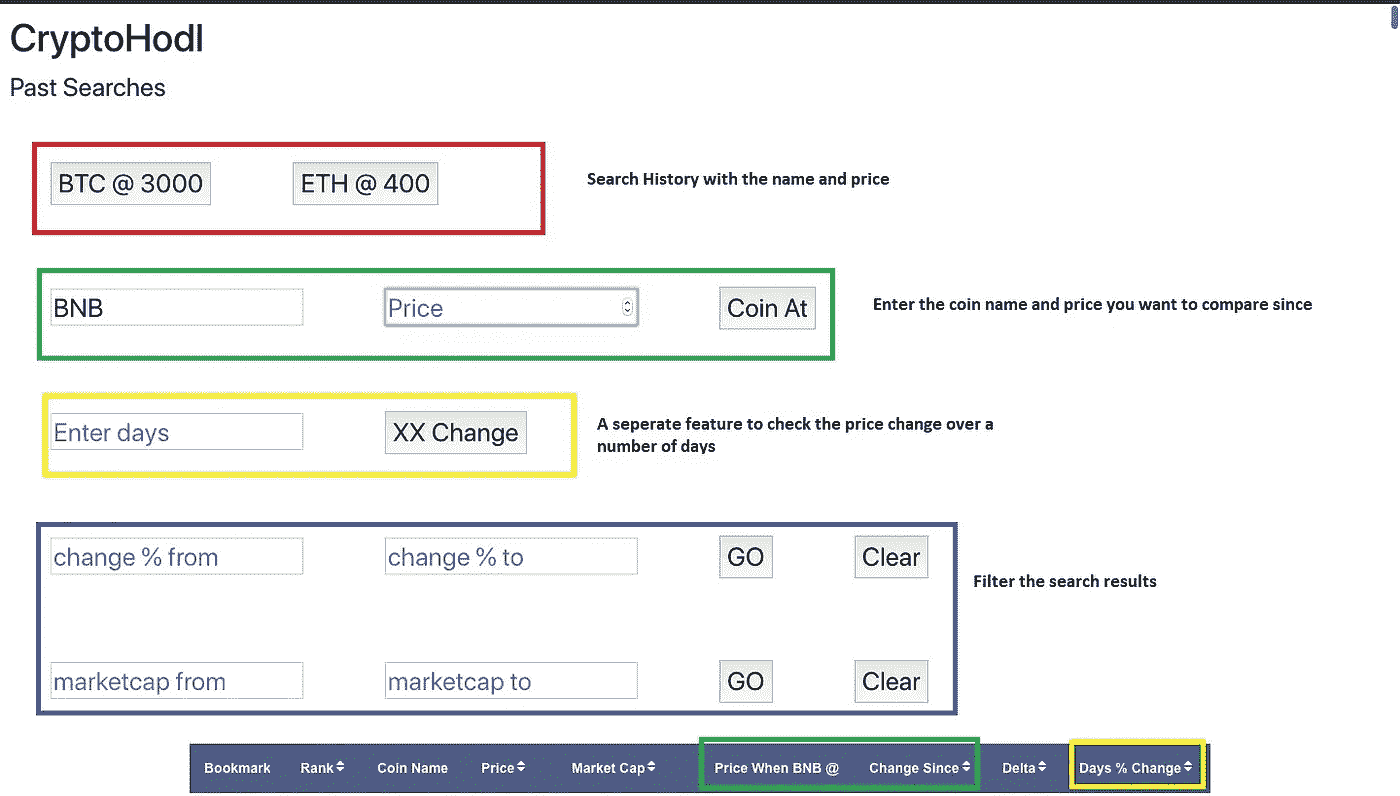 CryptoHodl
Past Searches
BTC @ 3000 ETH @ 400
Search History with the name and price
BNB Price Coin At
Enter the coin name and price you want to compare since
Enter days XX Change
A seperate feature to check the price change over a
number of days
change % from change % to GO Clear
Filter the search results
marketcap from marketcap to GO Clear
Bookmark Rank Coin Name Price Market Cap Price When BNB @ Change Since Delta Days % Change